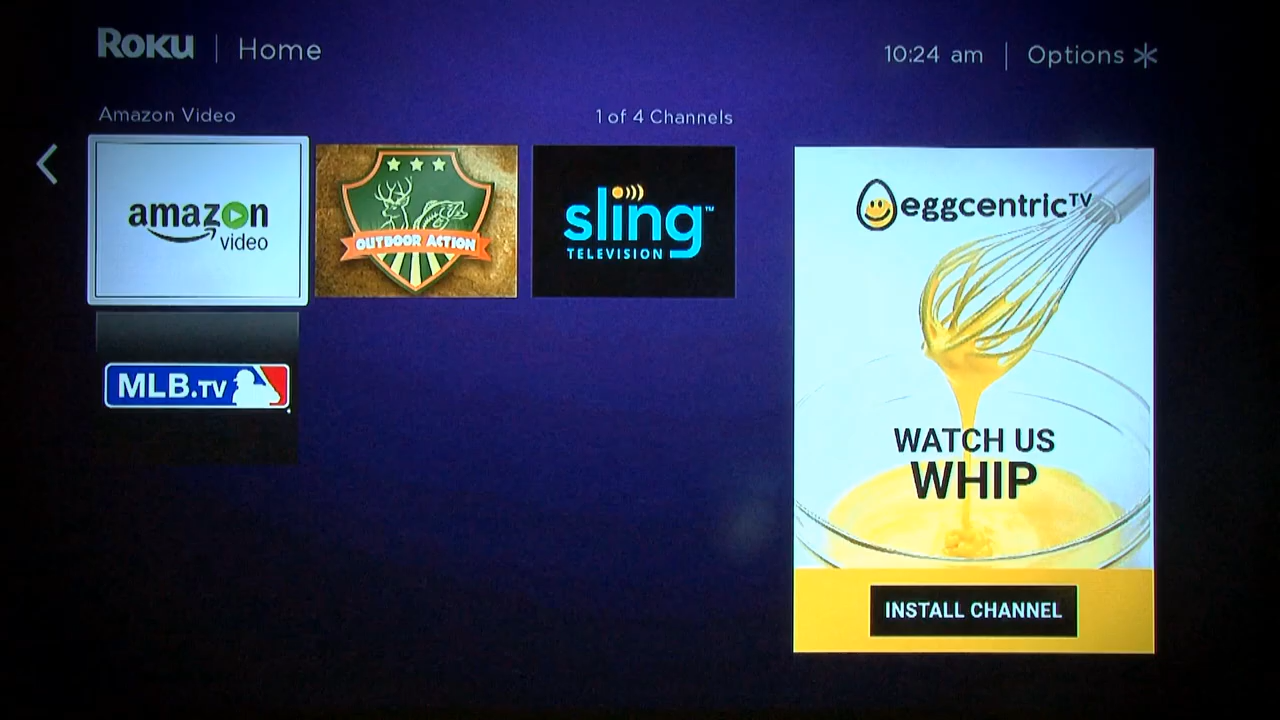 Roku | Home
10:24 am | Options *
Amazon Video
1 of 4 Channels
amazon
video
OUTDOOR ACTION
sling™
TELEVISION
MLB.TV
eggcentricTV
WATCH US
WHIP
INSTALL CHANNEL